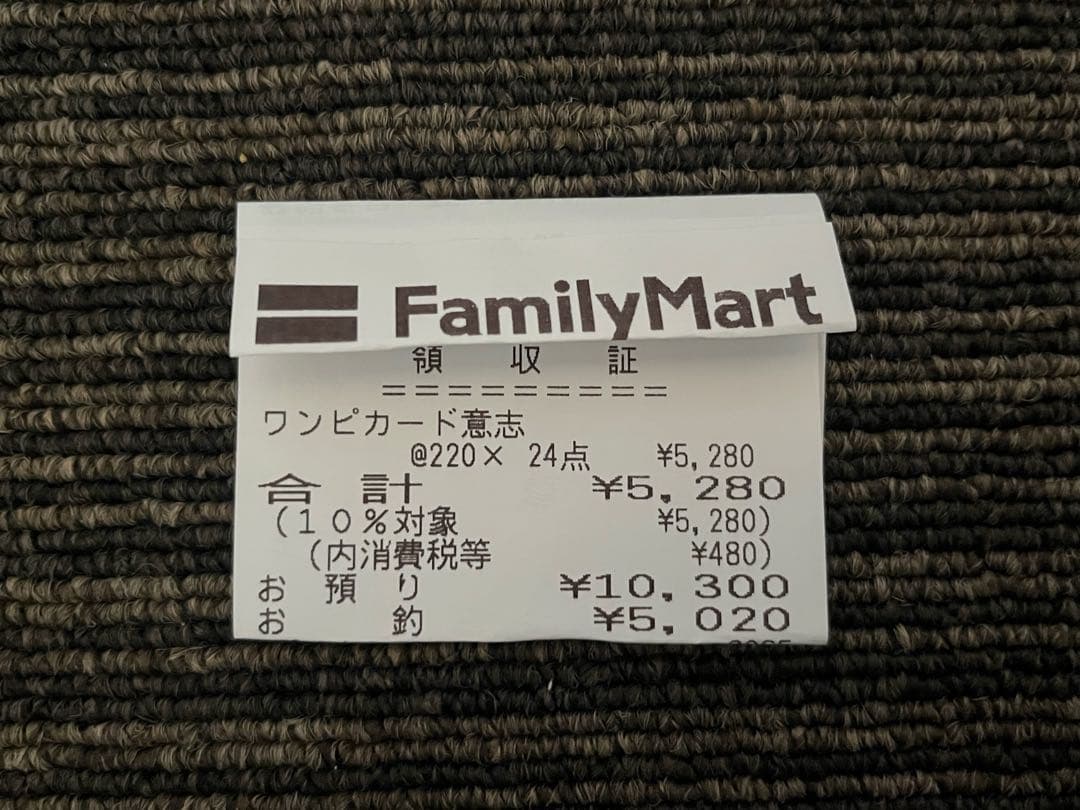 FamilyMart
領 収 証
=========
ワンピカード意志
@220× 24点 ¥5,280
合 計 ¥5,280
(10%対象 ¥5,280)
(内消費税等 ¥480)
お 預 り ¥10,300
お 釣 ¥5,020